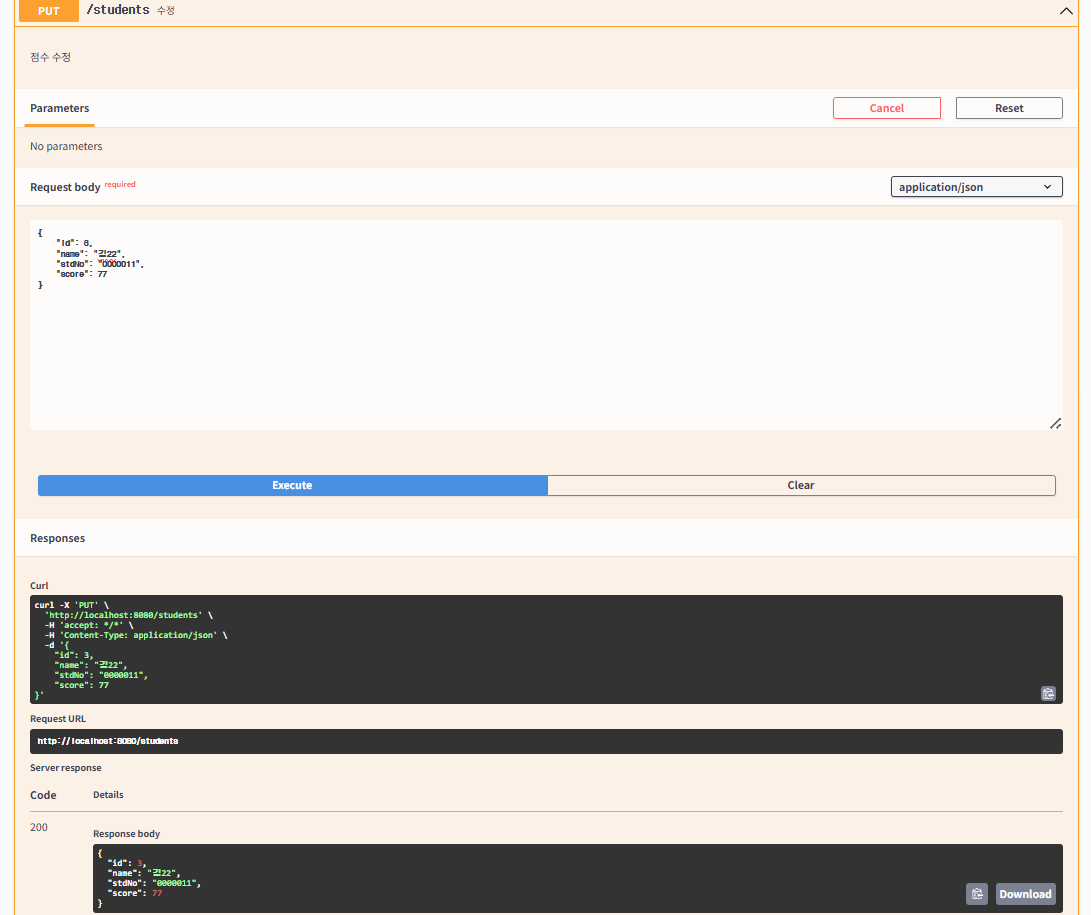 PUT /students 수정
점수 수정
Parameters Cancel Reset
No parameters
Request body required application/json
{
"id": 6,
"name": "김22",
"stdNo": "0000011",
"score": 77
}
Execute Clear
Responses
Curl
curl -X 'PUT' \
'http://localhost:8080/students' \
-H 'accept: */*' \
-H 'Content-Type: application/json' \
-d '{
"id": 3,
"name": "김22",
"stdNo": "0000011",
"score": 77
}'
Request URL
http://localhost:8080/students
Server response
Code Details
200
Response body
{
"id": 3,
"name": "김22",
"stdNo": "0000011",
"score": 77
}
Download